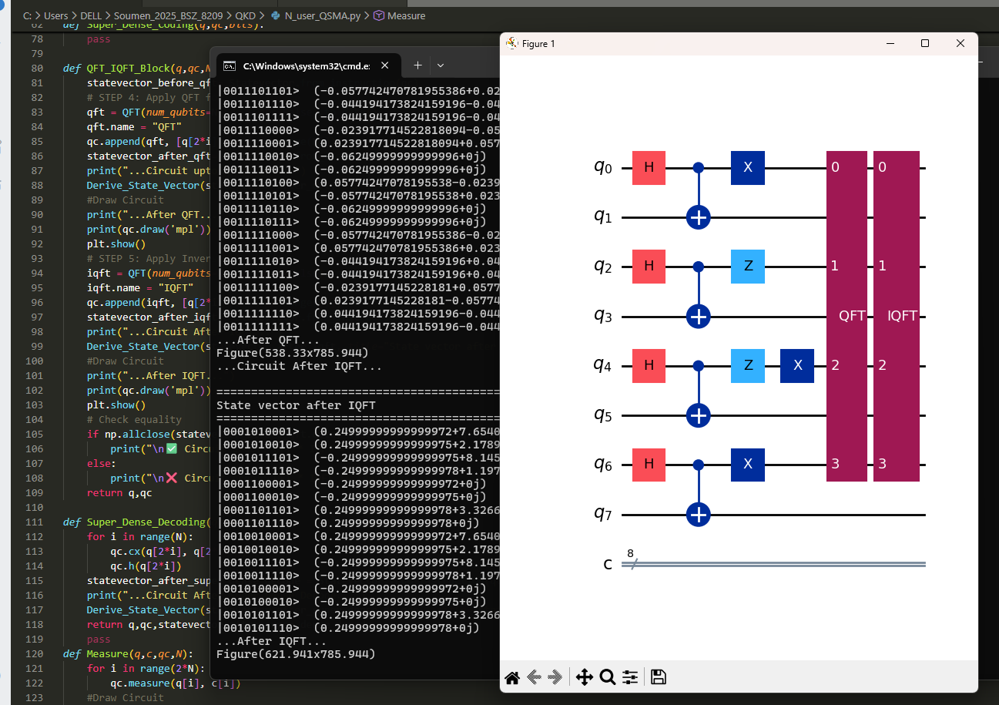 C: > Users > DELL > Soumen_2025_BSZ_8209 > QKD > N_user_QSMA.py > Measure
62 def Super_Dense_Coding(q,qc,bits):
78 pass
79
80 def QFT_IQFT_Block(q,qc,N
81 statevector_before_qf
82 # STEP 4: Apply QFT f
83 qft = QFT(num_qubits=
84 qft.name = "QFT"
85 qc.append(qft, [q[2*i
86 statevector_after_qft
87 print("...Circuit upt
88 Derive_State_Vector(s
89 #Draw Circuit
90 print("...After QFT..
91 print(qc.draw('mpl'))
92 plt.show()
93 # STEP 5: Apply Inver
94 iqft = QFT(num_qubits
95 iqft.name = "IQFT"
96 qc.append(iqft, [q[2*
97 statevector_after_iqf
98 print("...Circuit Aft
99 Derive_State_Vector(s
100 #Draw Circuit
101 print("...After IQFT.
102 print(qc.draw('mpl'))
103 plt.show()
104 # Check equality
105 if np.allclose(statev
106 print("\n✅ Circu
107 else:
108 print("\n❌ Circu
109 return q,qc
110
111 def Super_Dense_Decoding(
112 for i in range(N):
113 qc.cx(q[2*i], q[2
114 qc.h(q[2*i])
115 statevector_after_sup
116 print("...Circuit Aft
117 Derive_State_Vector(s
118 return q,qc,statevect
119 pass
120 def Measure(q,c,qc,N):
121 for i in range(2*N):
122 qc.measure(q[i], c[i])
123 #Draw Circuit
C:\Windows\system32\cmd.e:
|0011101101> (-0.057742470781955386+0.02
|0011101110> (-0.044194173824159196-0.04
|0011101111> (-0.044194173824159196-0.04
|0011110000> (-0.023917714522818094-0.05
|0011110001> (0.023917714522818094+0.057
|0011110010> (-0.06249999999999996+0j)
|0011110011> (-0.06249999999999996+0j)
|0011110100> (0.05774247078195538-0.0239
|0011110101> (-0.05774247078195538+0.023
|0011110110> (-0.06249999999999996+0j)
|0011110111> (-0.06249999999999996+0j)
|0011111000> (-0.057742470781955386-0.02
|0011111001> (0.057742470781955386+0.023
|0011111010> (-0.044194173824159196+0.04
|0011111011> (-0.044194173824159196+0.04
|0011111100> (-0.0239177145228181+0.0577
|0011111101> (0.0239177145228181-0.05774
|0011111110> (0.044194173824159196-0.044
|0011111111> (0.044194173824159196-0.044
...After QFT...
Figure(538.33x785.944)
...Circuit After IQFT...
=========================================
State vector after IQFT
=========================================
|0001010001> (0.24999999999999972+7.6540
|0001010010> (0.24999999999999975+2.1789
|0001011101> (-0.24999999999999975+8.145
|0001011110> (-0.24999999999999978+1.197
|0001100001> (-0.24999999999999972+0j)
|0001100010> (-0.24999999999999975+0j)
|0001101101> (0.24999999999999978+3.3266
|0001101110> (0.24999999999999978+0j)
|0010010001> (0.24999999999999972+7.6540
|0010010010> (0.24999999999999975+2.1789
|0010011101> (-0.24999999999999975+8.145
|0010011110> (-0.24999999999999978+1.197
|0010100001> (-0.24999999999999972+0j)
|0010100010> (-0.24999999999999975+0j)
|0010101101> (0.24999999999999978+3.3266
|0010101110> (0.24999999999999978+0j)
...After IQFT...
Figure(621.941x785.944)
Figure 1
q0 H X 0 0
q1
q2 H Z 1 1
q3 QFT IQFT
q4 H Z X 2 2
q5
q6 H X 3 3
q7
8
c